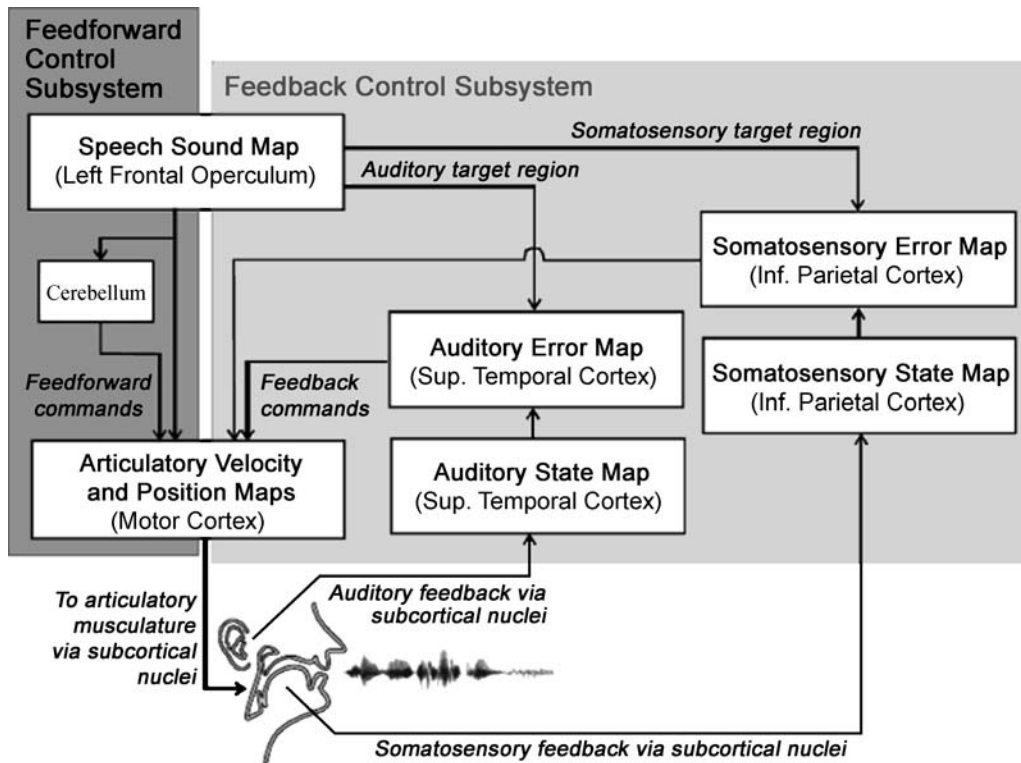 Feedforward
Control
Subsystem
Feedback Control Subsystem
Speech Sound Map
(Left Frontal Operculum)
Somatosensory target region
Auditory target region
Somatosensory Error Map
(Inf. Parietal Cortex)
Cerebellum
Auditory Error Map
(Sup. Temporal Cortex)
Somatosensory State Map
(Inf. Parietal Cortex)
Feedforward
commands
Feedback
commands
Articulatory Velocity
and Position Maps
(Motor Cortex)
Auditory State Map
(Sup. Temporal Cortex)
To articulatory
musculature
via subcortical
nuclei
Auditory feedback via
subcortical nuclei
Somatosensory feedback via subcortical nuclei